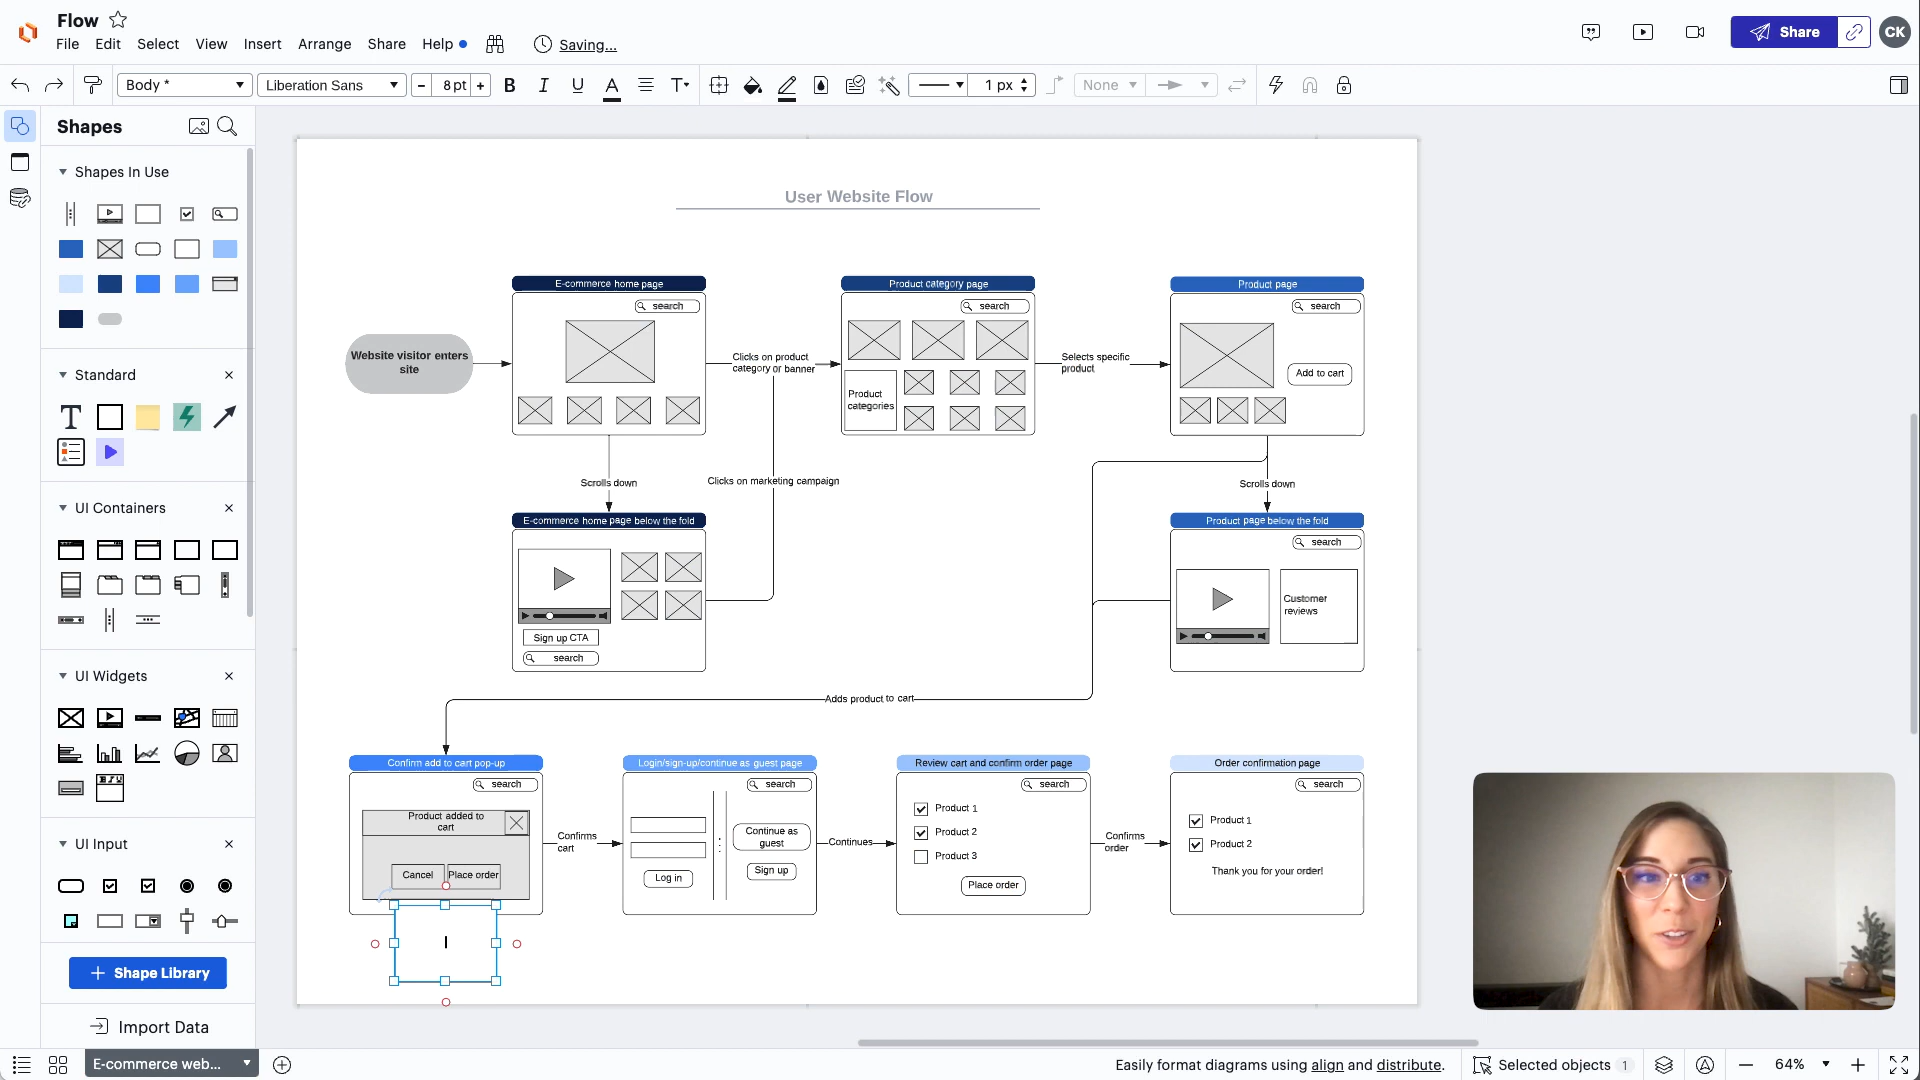 Flow
File Edit Select View Insert Arrange Share Help
Saving...
Share
CK
Body *
Liberation Sans
- 8 pt +
B I U A T
1 px
None
Shapes
Shapes In Use
Standard
T
UI Containers
UI Widgets
UI Input
+ Shape Library
Import Data
User Website Flow
E-commerce home page
search
Product category page
search
Product page
search
Website visitor enters
site
Clicks on product
category or banner
Selects specific
product
Add to cart
Product
categories
Scrolls down
Clicks on marketing campaign
Scrolls down
E-commerce home page below the fold
Product page below the fold
search
Customer
reviews
Sign up CTA
search
Adds product to cart
Confirm add to cart pop-up
search
Product added to
cart
Cancel
Place order
Confirms
cart
Login/sign-up/continue as guest page
search
Continue as
guest
Log in
Sign up
Continues
Review cart and confirm order page
search
Product 1
Product 2
Product 3
Place order
Confirms
order
Order confirmation page
search
Product 1
Product 2
Thank you for your order!
E-commerce web...
Easily format diagrams using align and distribute.
Selected objects 1
64%